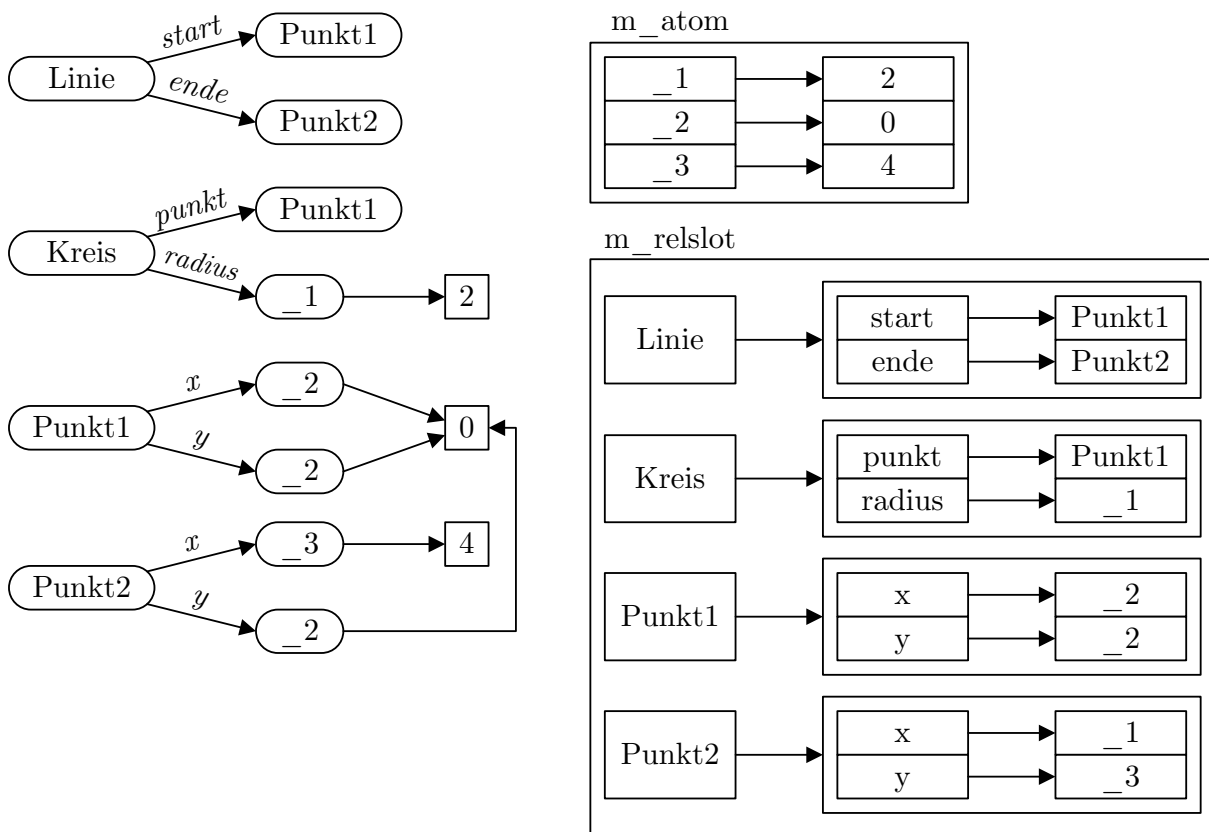 start
Punkt1
Linie
ende
Punkt2
punkt
Punkt1
Kreis
radius
_1
2
x
_2
Punkt1
0
y
_2
x
_3
4
Punkt2
y
_2
m_atom
_1 2
_2 0
_3 4
m_relslot
Linie
start Punkt1
ende Punkt2
Kreis
punkt Punkt1
radius _1
Punkt1
x _2
y _2
Punkt2
x _1
y _3